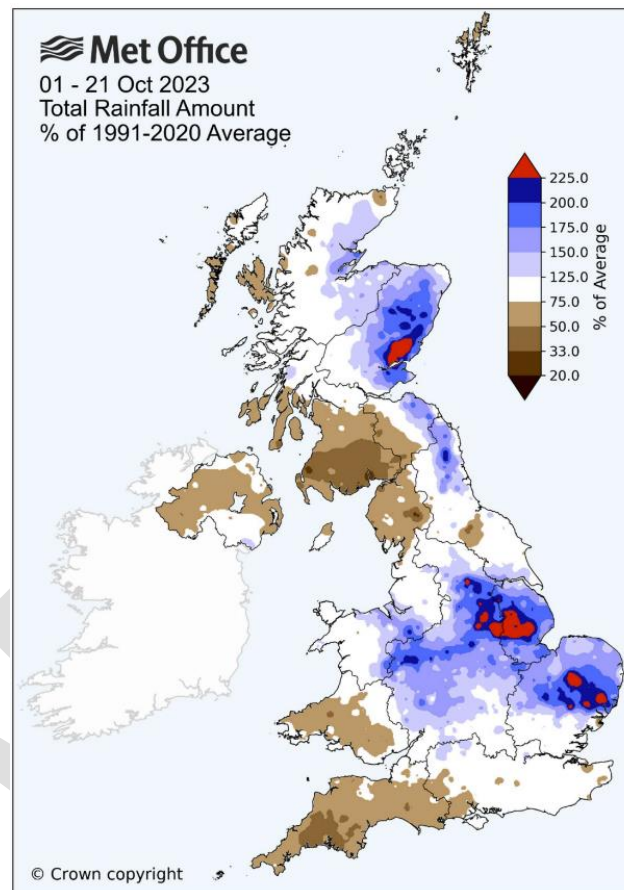 Met Office
01 - 21 Oct 2023
Total Rainfall Amount
% of 1991-2020 Average
225.0
200.0
175.0
150.0
125.0
75.0
50.0
33.0
20.0
% of Average
© Crown copyright